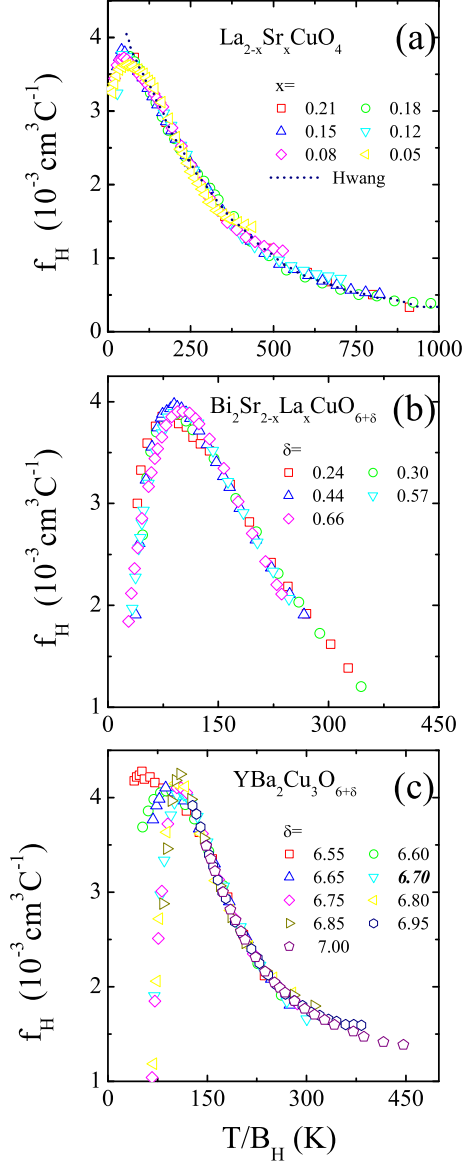 La₂₋ₓSrₓCuO₄ (a)
x=
0.21 0.18
0.15 0.12
0.08 0.05
Hwang
f_H (10⁻³cm³C⁻¹)
4
3
2
1
0
0 250 500 750 1000
Bi₂Sr₂₋ₓLaₓCuO₆₊δ (b)
δ=
0.24 0.30
0.44 0.57
0.66
f_H (10⁻³cm³C⁻¹)
4
3
2
1
0 150 300 450
YBa₂Cu₃O₆₊δ (c)
δ=
6.55 6.60
6.65 6.70
6.75 6.80
6.85 6.95
7.00
f_H (10⁻³cm³C⁻¹)
4
3
2
1
0 150 300 450
T/B_H (K)